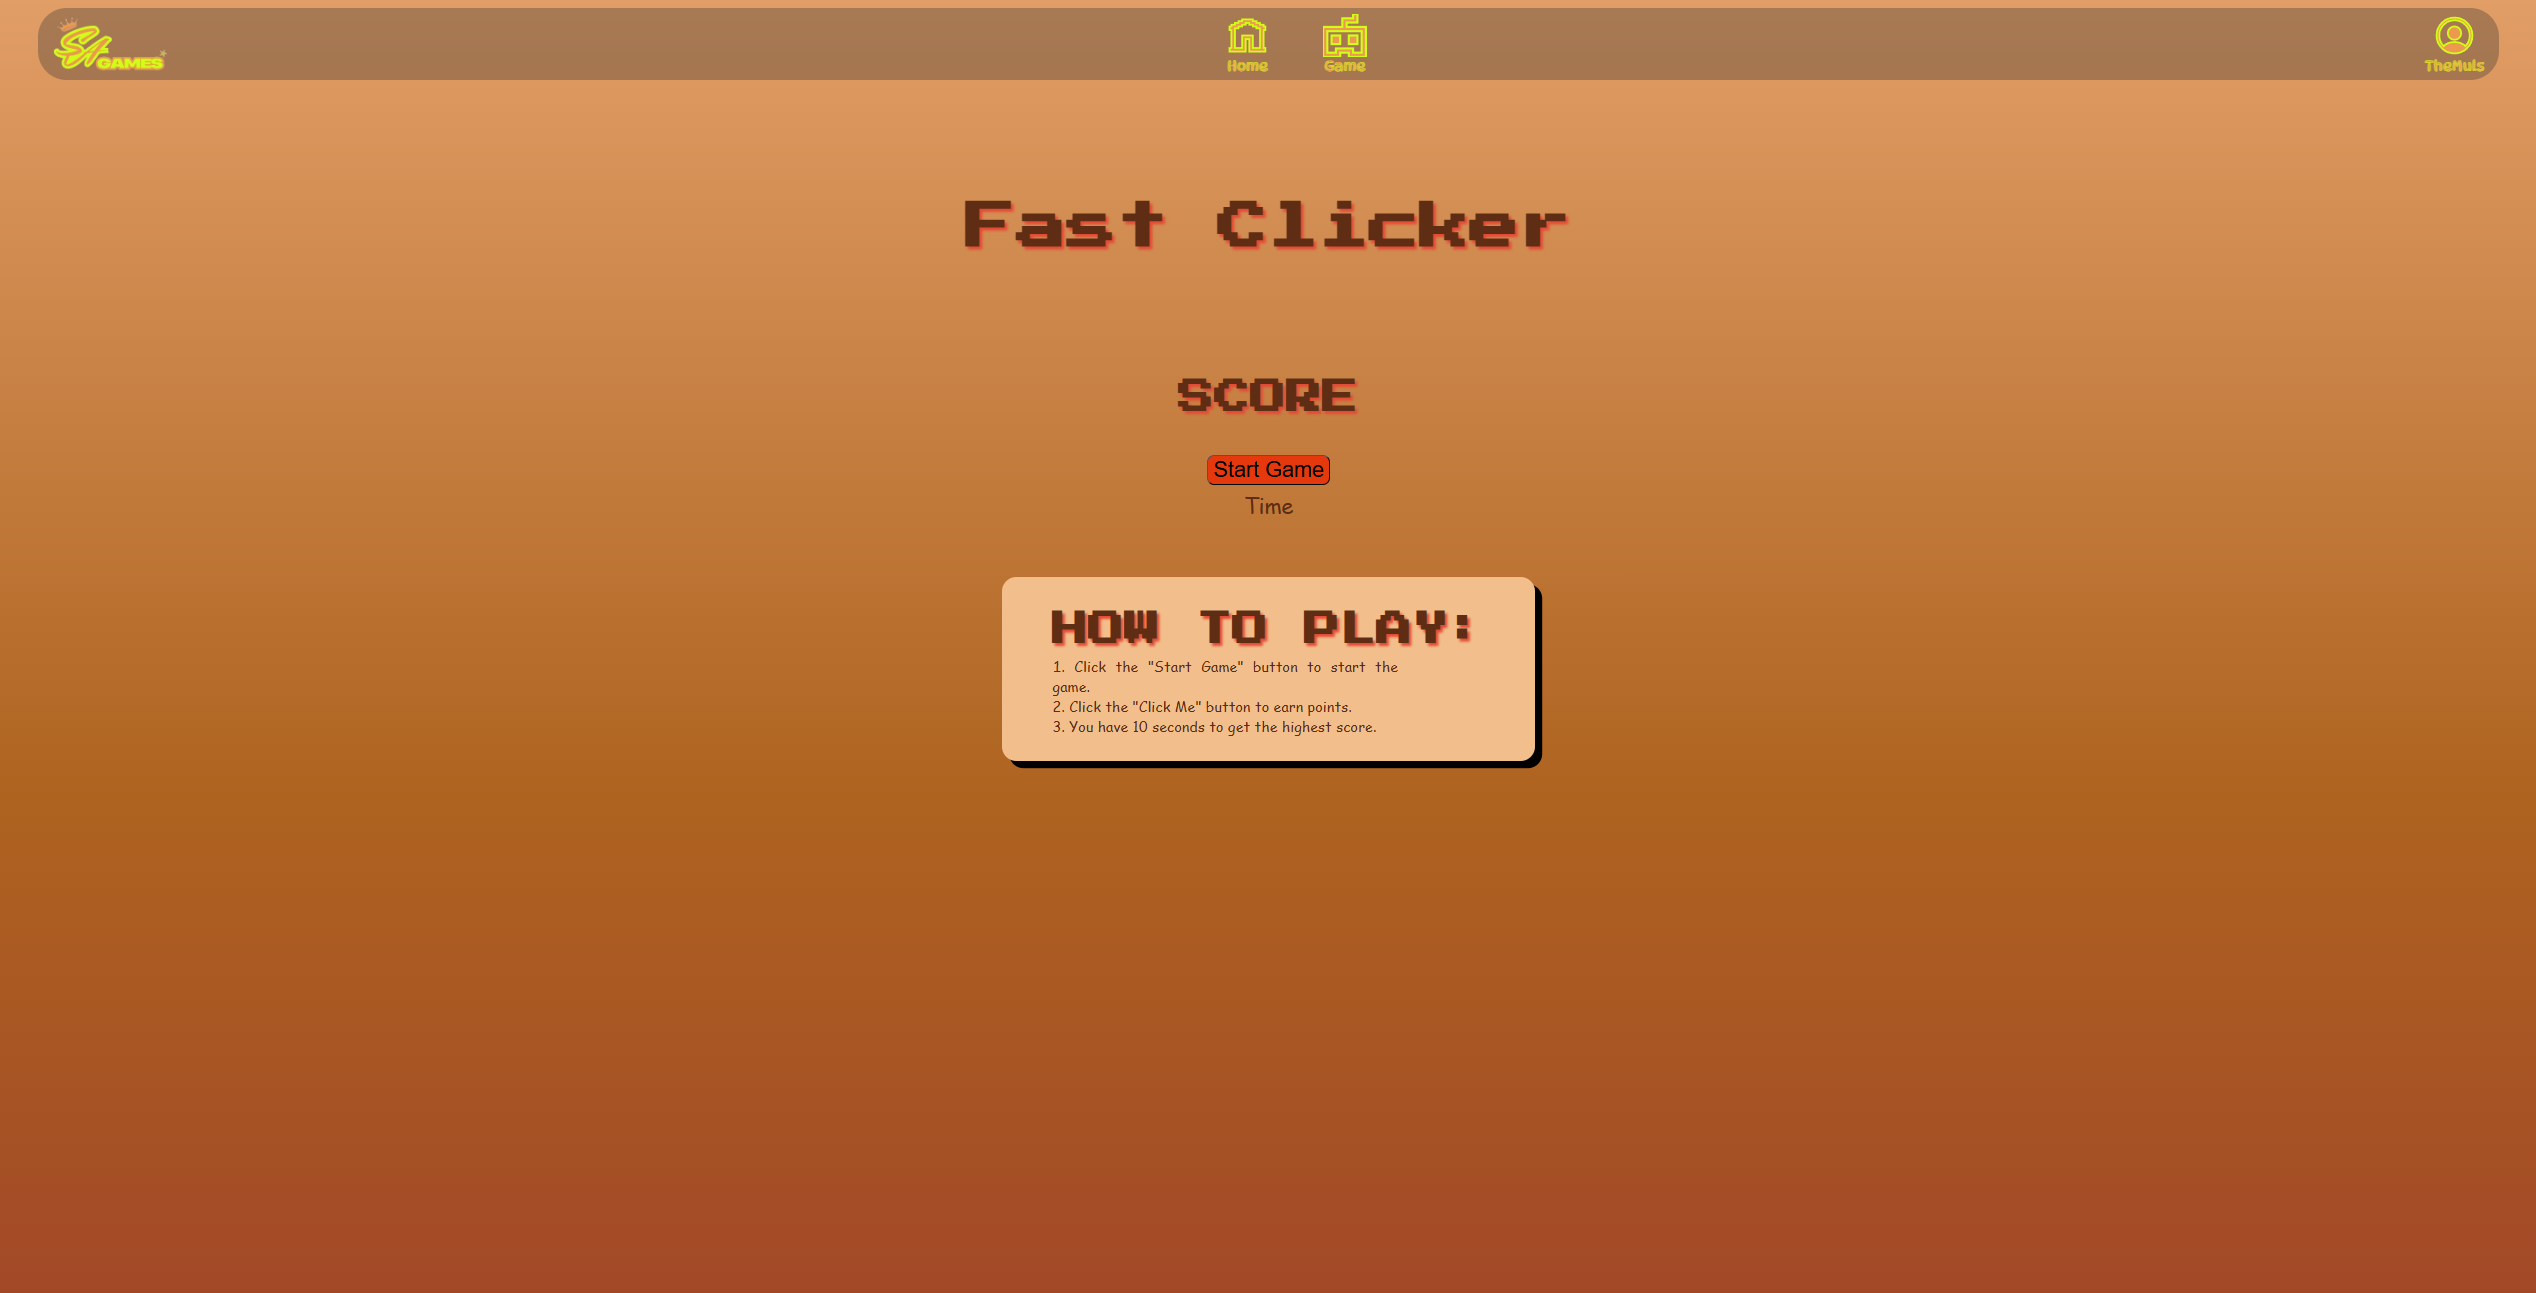 SA GAMES
Home
Game
TheMuls
Fast Clicker
SCORE
Start Game
Time
HOW TO PLAY:
1. Click the "Start Game" button to start the
game.
2. Click the "Click Me" button to earn points.
3. You have 10 seconds to get the highest score.